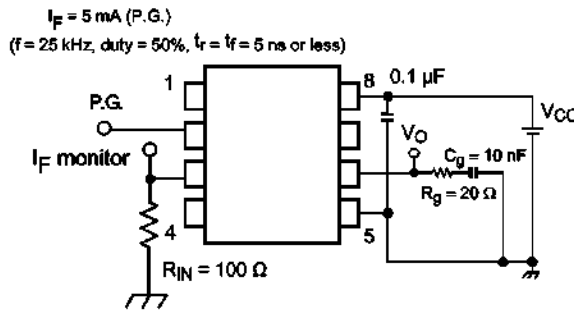 I_F = 5 mA (P.G.)
(f = 25 kHz, duty = 50%, t_r = t_f = 5 ns or less)
1
8
0.1 µF
P.G.
V_CC
V_O
I_F monitor
C_g = 10 nF
R_g = 20 Ω
4
5
R_IN = 100 Ω